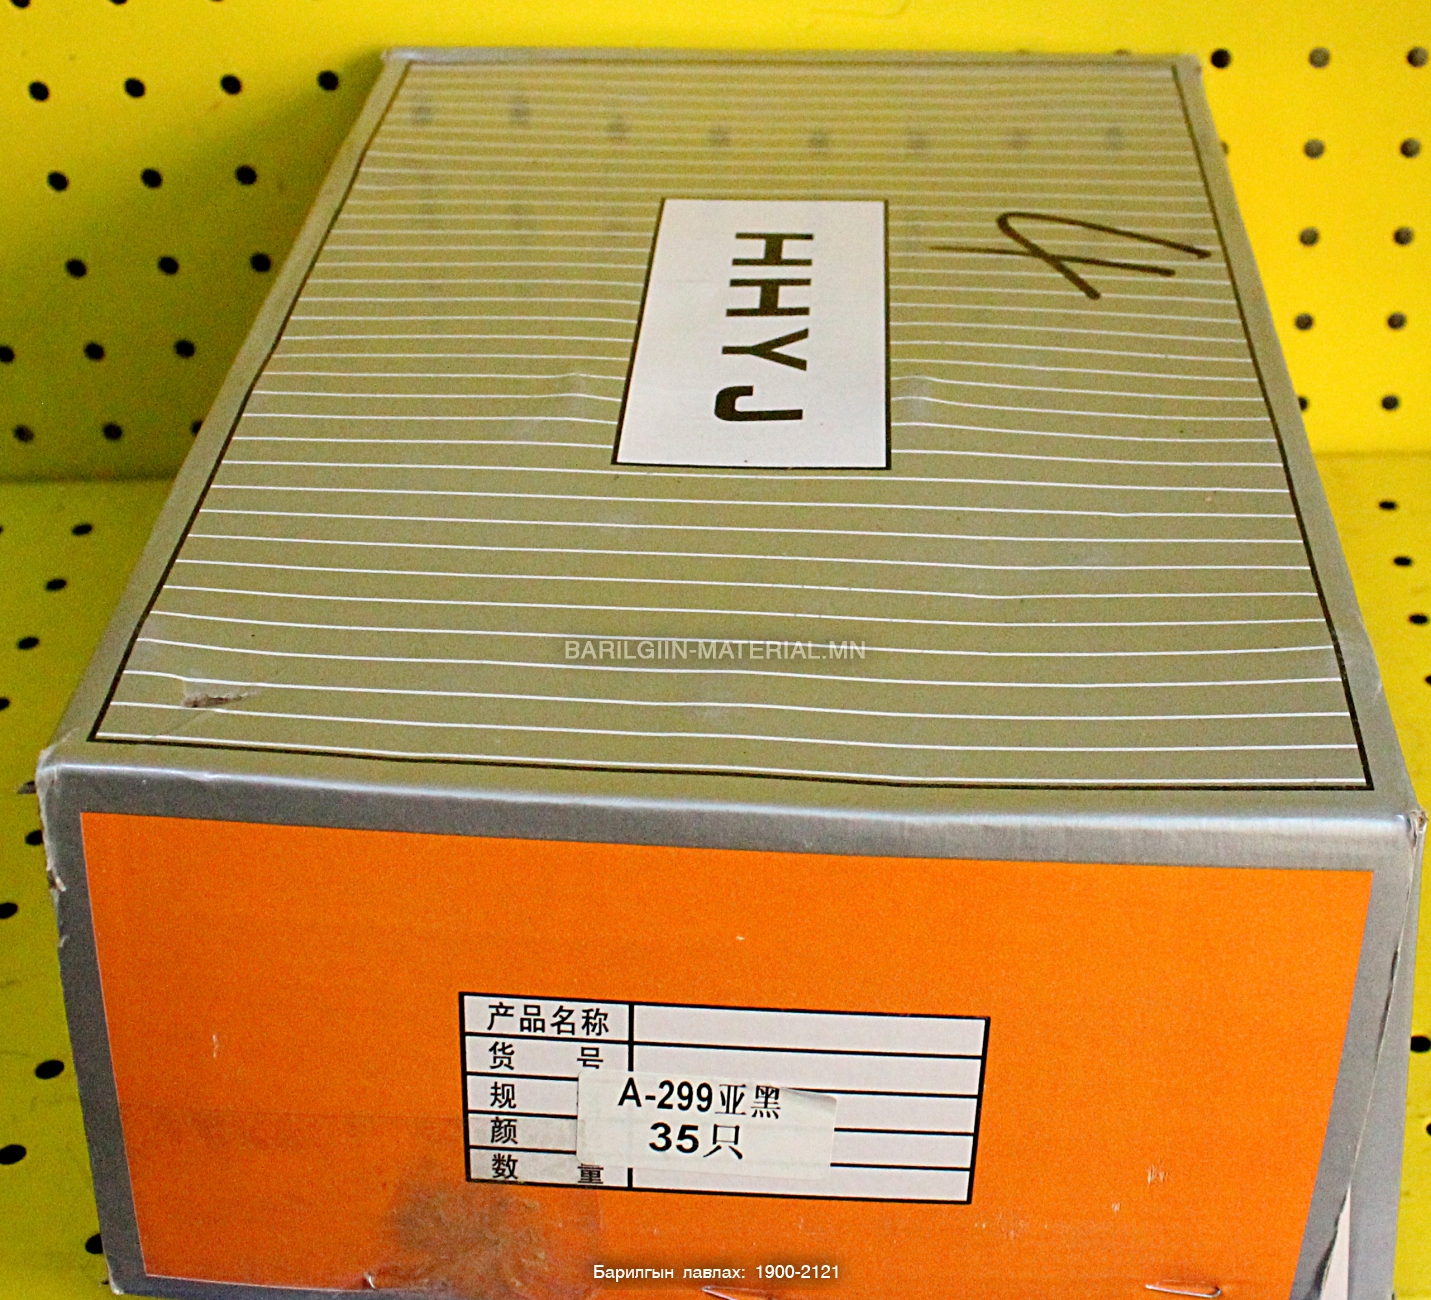 HHYJ
BARILGIIN-MATERIAL.MN
产品名称
货 号
规
颜
数 量
A-299亚黑
35只
Барилгын лавлах: 1900-2121